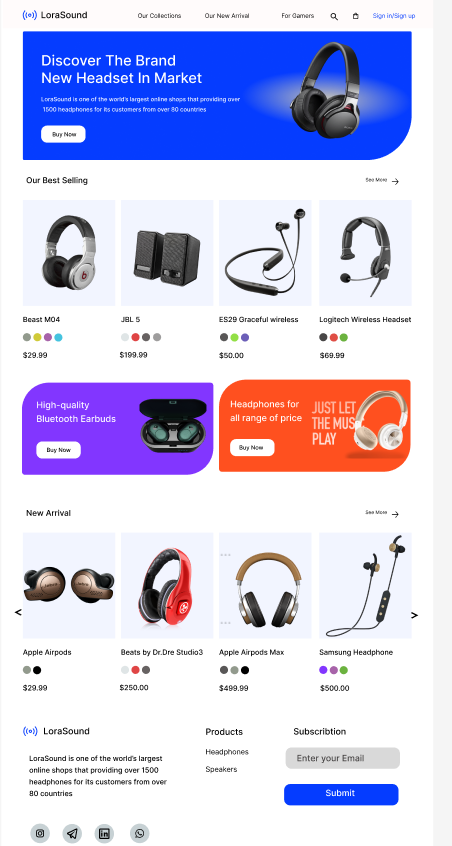 LoraSound
Our Collections
Our New Arrival
For Gamers
Sign in/Sign up
Discover The Brand
New Headset In Market
LoraSound is one of the world's largest online shops that providing over
1500 headphones for its customers from over 80 countries
Buy Now
Our Best Selling
See More
Beast M04
JBL 5
ES29 Graceful wireless
Logitech Wireless Headset
$29.99
$199.99
$50.00
$69.99
High-quality
Bluetooth Earbuds
Buy Now
Headphones for
all range of price
Buy Now
JUST LET
THE MUS
PLAY
New Arrival
See More
<
>
Apple Airpods
Beats by Dr.Dre Studio3
Apple Airpods Max
Samsung Headphone
$29.99
$250.00
$499.99
$500.00
LoraSound
LoraSound is one of the world's largest
online shops that providing over 1500
headphones for its customers from over
80 countries
Products
Headphones
Speakers
Subscribtion
Enter your Email
Submit